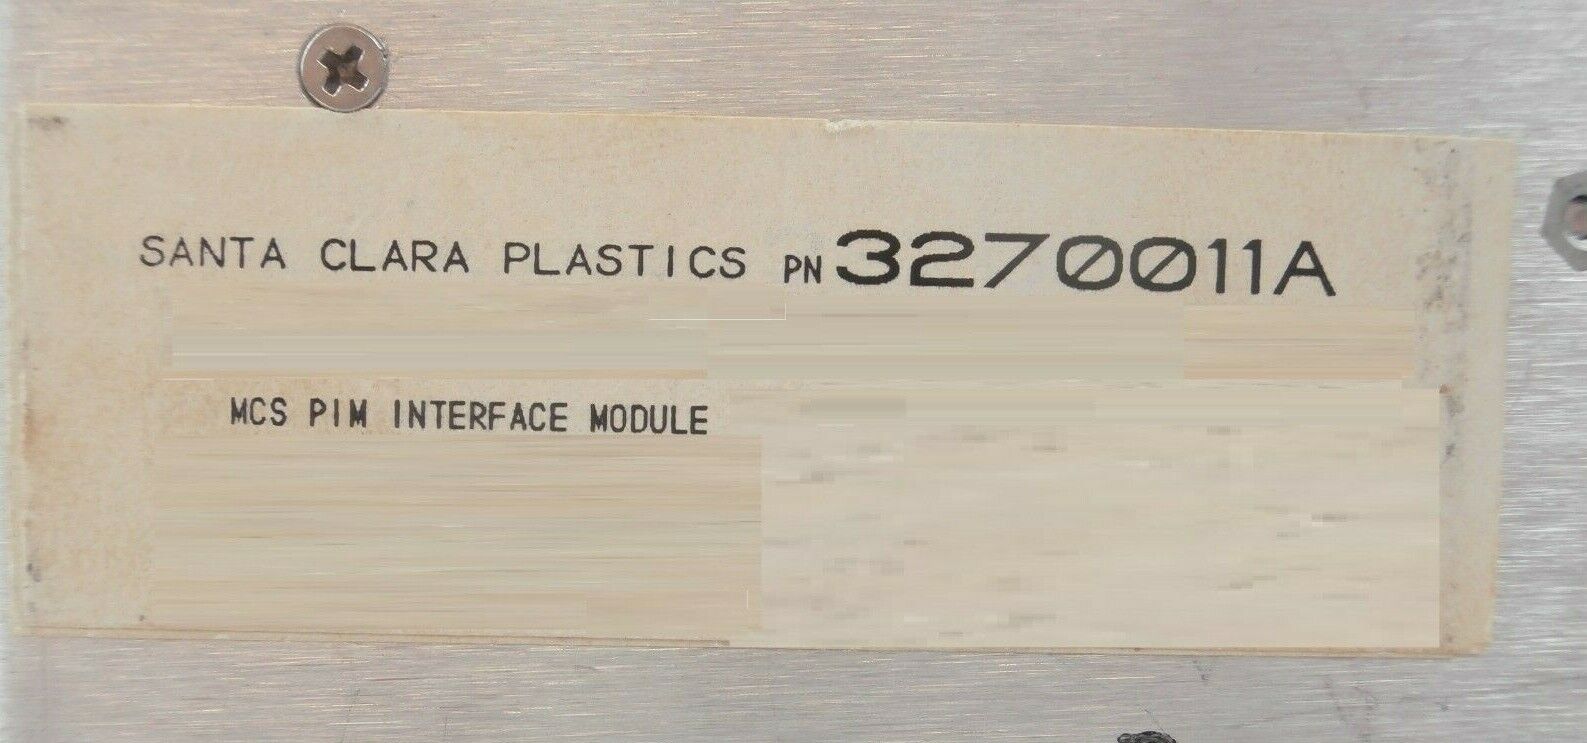 SANTA CLARA PLASTICS PN 3270011A
MCS PIM INTERFACE MODULE